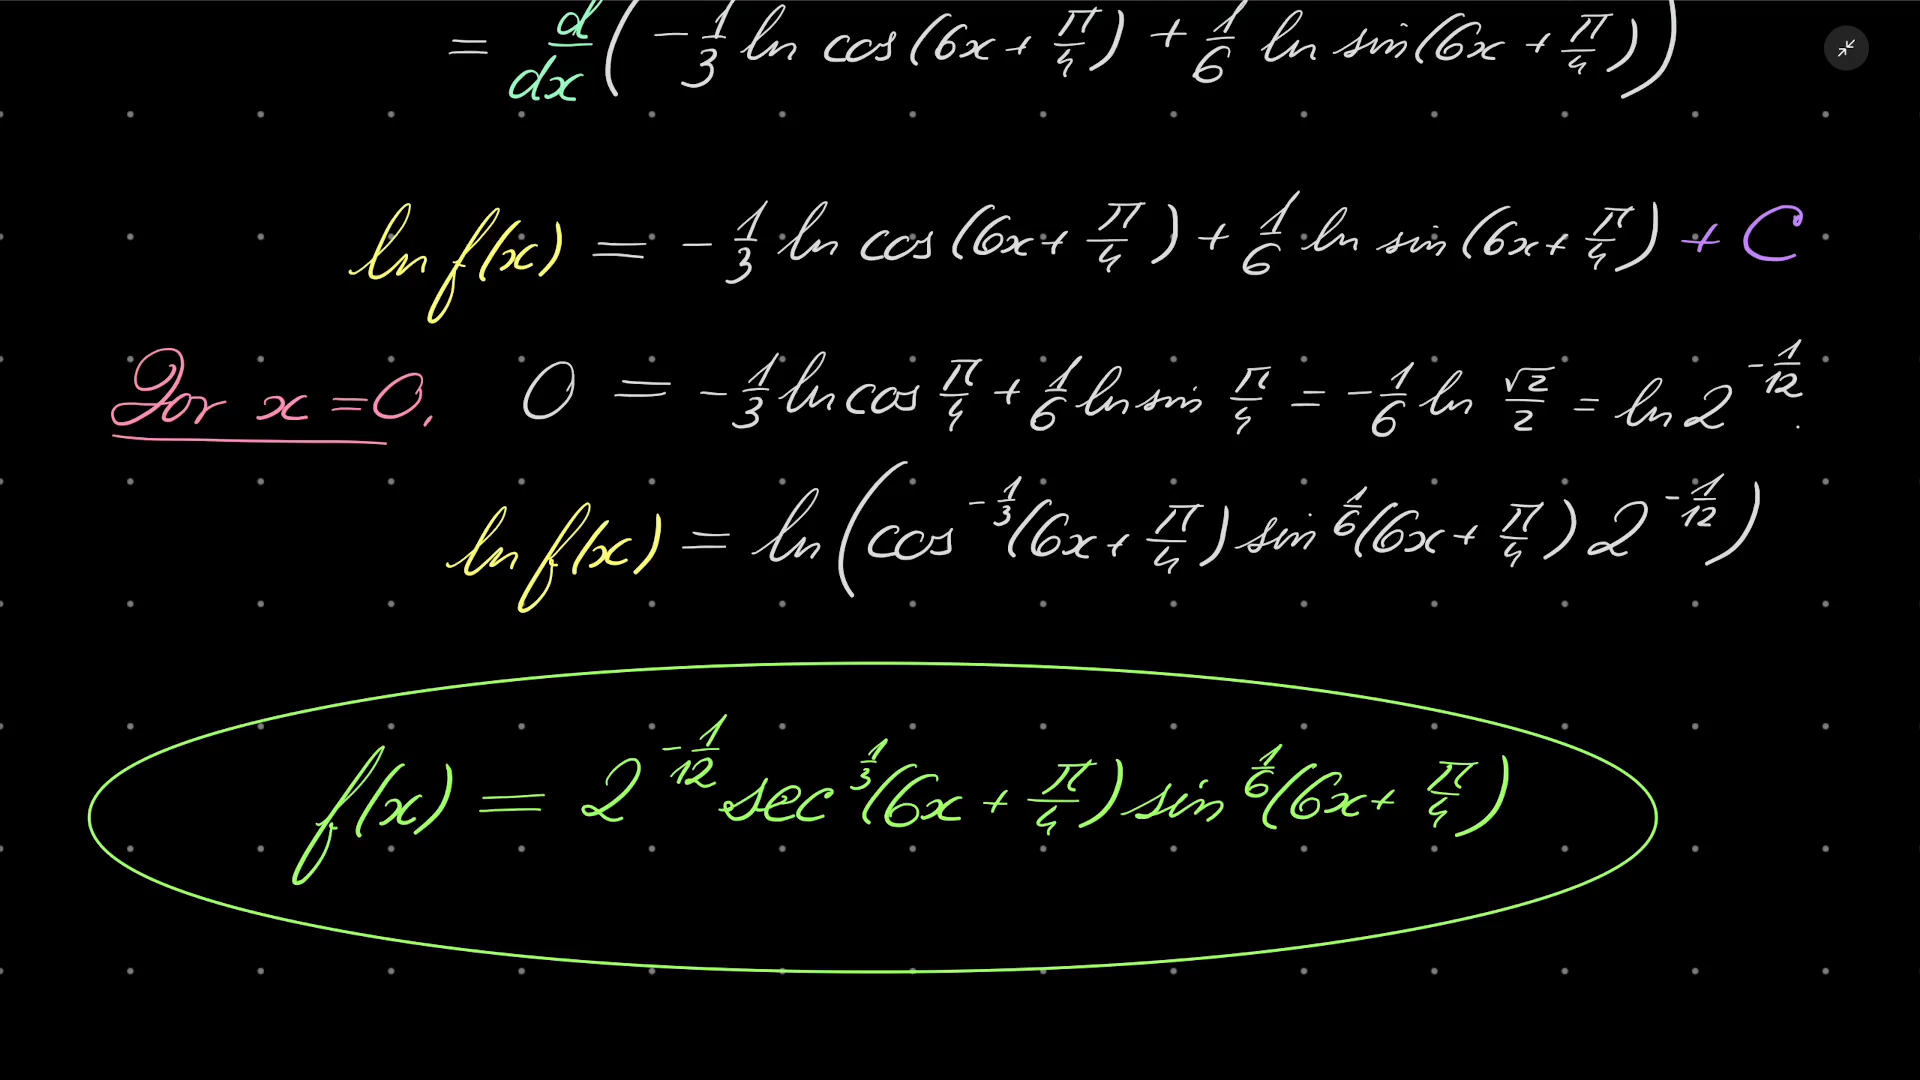 = d/dx(-1/3 ln cos(6x + π/4) + 1/6 ln sin(6x + π/4))
ln f(x) = -1/3 ln cos(6x + π/4) + 1/6 ln sin(6x + π/4) + C
For x = 0, 0 = -1/3 ln cos π/4 + 1/6 ln sin π/4 = -1/6 ln √2/2 = ln 2^(-1/12).
ln f(x) = ln(cos^(-1/3)(6x + π/4) sin^(1/6)(6x + π/4) 2^(-1/12))
f(x) = 2^(-1/12) sec^(1/3)(6x + π/4) sin^(1/6)(6x + π/4)